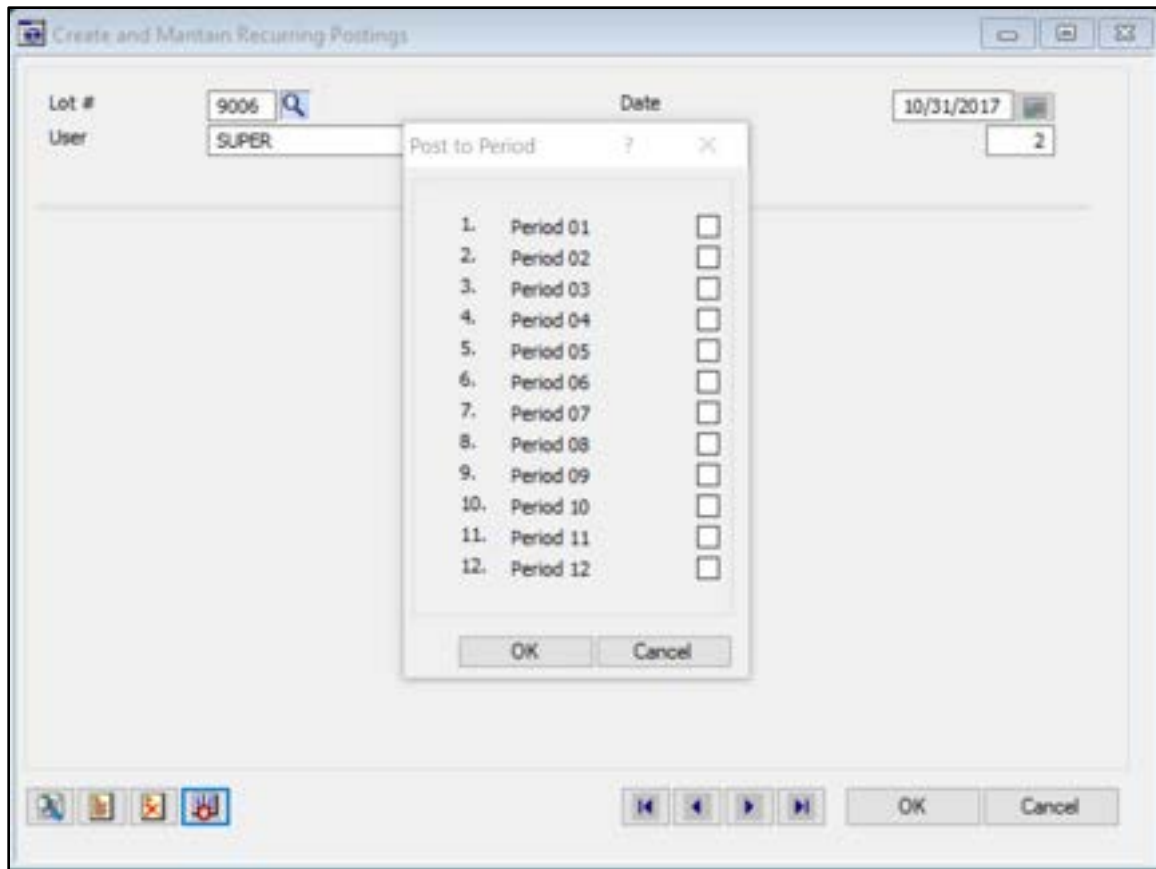 Create and Mantain Recurring Postings
Lot # 9006 Date 10/31/2017
User SUPER 2
Post to Period ?
1. Period 01
2. Period 02
3. Period 03
4. Period 04
5. Period 05
6. Period 06
7. Period 07
8. Period 08
9. Period 09
10. Period 10
11. Period 11
12. Period 12
OK Cancel
OK Cancel